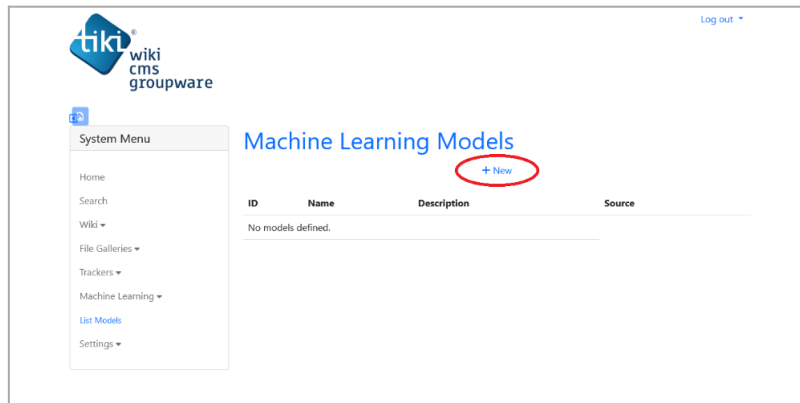 Log out
tiki®
wiki
cms
groupware
System Menu
Home
Search
Wiki
File Galleries
Trackers
Machine Learning
List Models
Settings
Machine Learning Models
+ New
ID Name Description Source
No models defined.